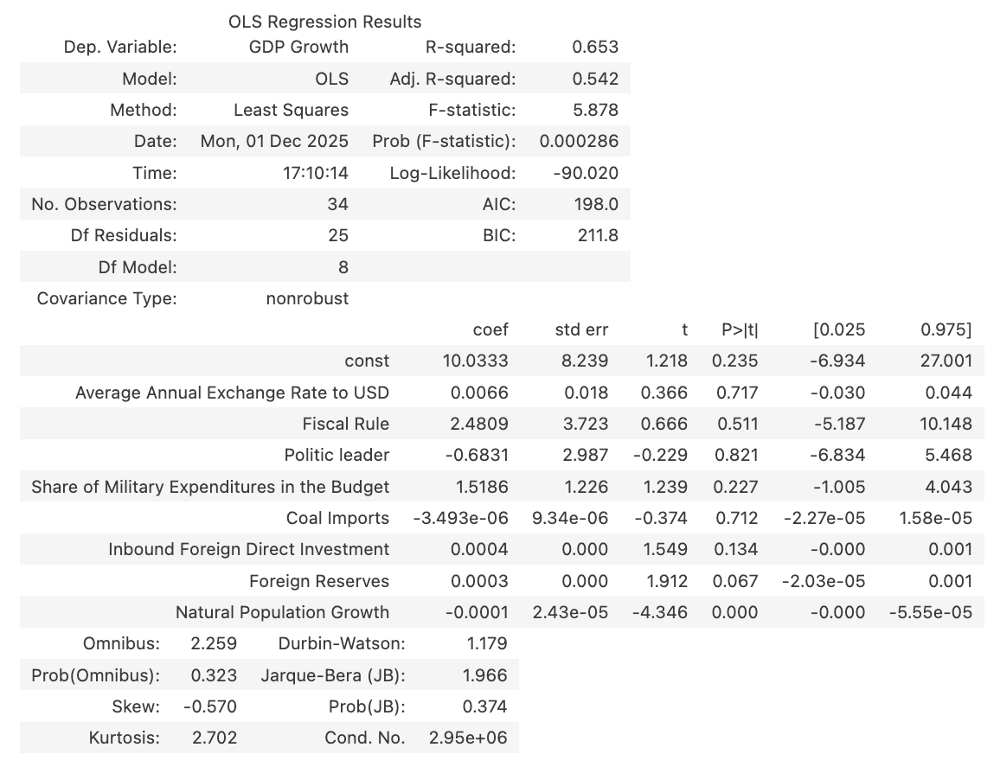 OLS Regression Results
Dep. Variable: GDP Growth R-squared: 0.653
Model: OLS Adj. R-squared: 0.542
Method: Least Squares F-statistic: 5.878
Date: Mon, 01 Dec 2025 Prob (F-statistic): 0.000286
Time: 17:10:14 Log-Likelihood: -90.020
No. Observations: 34 AIC: 198.0
Df Residuals: 25 BIC: 211.8
Df Model: 8
Covariance Type: nonrobust
coef std err t P>|t| [0.025 0.975]
const 10.0333 8.239 1.218 0.235 -6.934 27.001
Average Annual Exchange Rate to USD 0.0066 0.018 0.366 0.717 -0.030 0.044
Fiscal Rule 2.4809 3.723 0.666 0.511 -5.187 10.148
Politic leader -0.6831 2.987 -0.229 0.821 -6.834 5.468
Share of Military Expenditures in the Budget 1.5186 1.226 1.239 0.227 -1.005 4.043
Coal Imports -3.493e-06 9.34e-06 -0.374 0.712 -2.27e-05 1.58e-05
Inbound Foreign Direct Investment 0.0004 0.000 1.549 0.134 -0.000 0.001
Foreign Reserves 0.0003 0.000 1.912 0.067 -2.03e-05 0.001
Natural Population Growth -0.0001 2.43e-05 -4.346 0.000 -0.000 -5.55e-05
Omnibus: 2.259 Durbin-Watson: 1.179
Prob(Omnibus): 0.323 Jarque-Bera (JB): 1.966
Skew: -0.570 Prob(JB): 0.374
Kurtosis: 2.702 Cond. No. 2.95e+06